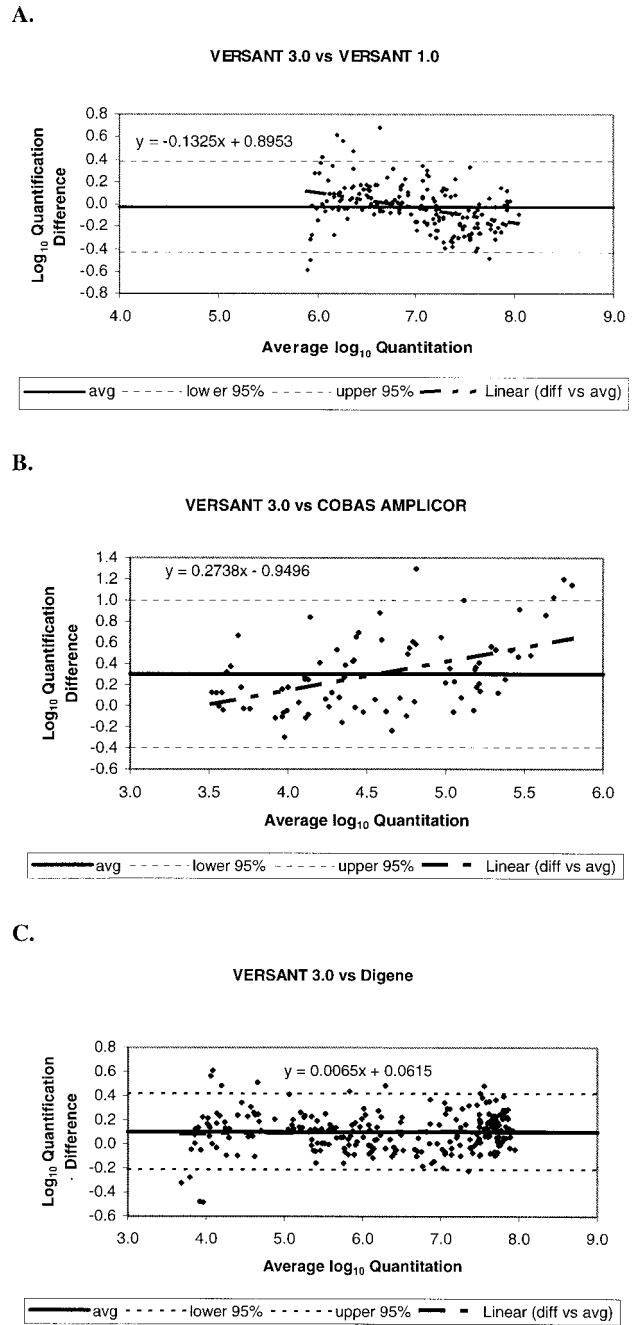 A.
VERSANT 3.0 vs VERSANT 1.0
y = -0.1325x + 0.8953
Log10 Quantification
Difference
0.8
0.6
0.4
0.2
0.0
-0.2
-0.4
-0.6
-0.8
4.0 5.0 6.0 7.0 8.0 9.0
Average log10 Quantitation
avg lower 95% upper 95% Linear (diff vs avg)
B.
VERSANT 3.0 vs COBAS AMPLICOR
y = 0.2738x - 0.9496
Log10 Quantification
Difference
1.4
1.2
1.0
0.8
0.6
0.4
0.2
0.0
-0.2
-0.4
-0.6
3.0 3.5 4.0 4.5 5.0 5.5 6.0
Average log10 Quantitation
avg lower 95% upper 95% Linear (diff vs avg)
C.
VERSANT 3.0 vs Digene
y = 0.0065x + 0.0615
Log10 Quantification
Difference
0.8
0.6
0.4
0.2
0.0
-0.2
-0.4
-0.6
3.0 4.0 5.0 6.0 7.0 8.0 9.0
Average log10 Quantitation
avg lower 95% upper 95% Linear (diff vs avg)